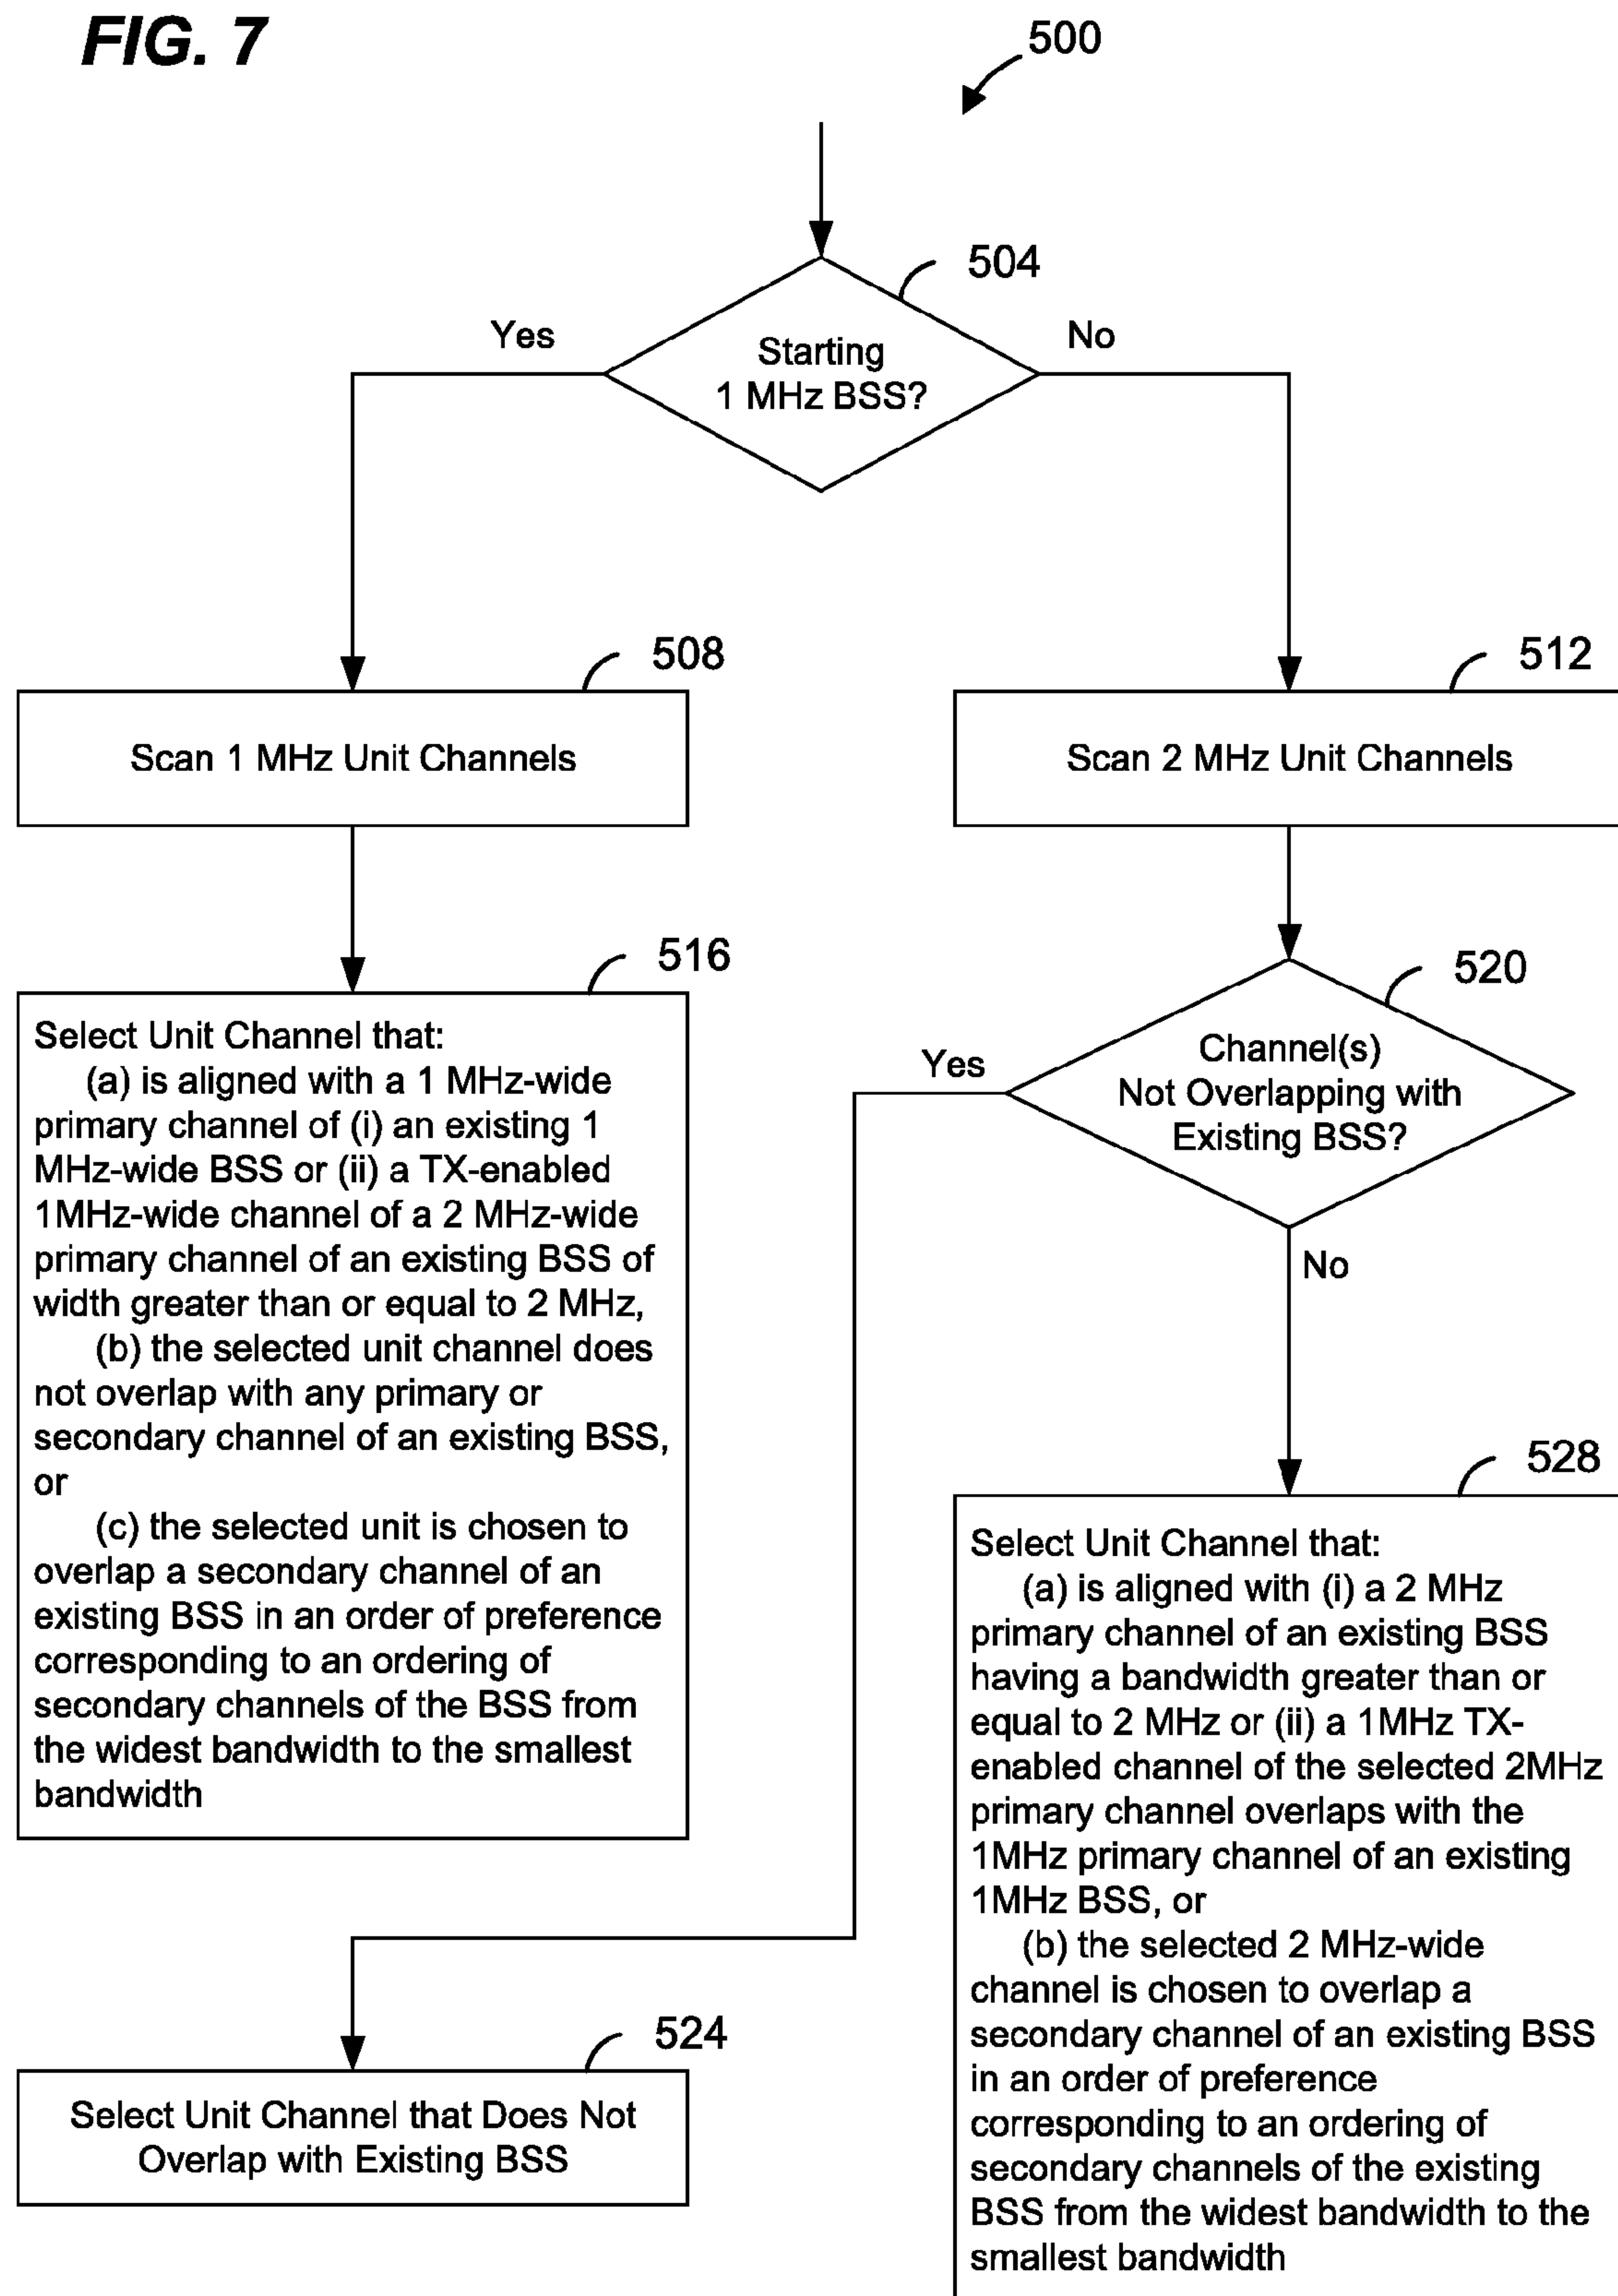 FIG. 7
500
504
Yes
No
Starting
1 MHz BSS?
508
512
Scan 1 MHz Unit Channels
Scan 2 MHz Unit Channels
516
Select Unit Channel that:
(a) is aligned with a 1 MHz-wide
primary channel of (i) an existing 1
MHz-wide BSS or (ii) a TX-enabled
1MHz-wide channel of a 2 MHz-wide
primary channel of an existing BSS of
width greater than or equal to 2 MHz,
(b) the selected unit channel does
not overlap with any primary or
secondary channel of an existing BSS,
or
(c) the selected unit is chosen to
overlap a secondary channel of an
existing BSS in an order of preference
corresponding to an ordering of
secondary channels of the BSS from
the widest bandwidth to the smallest
bandwidth
520
Yes
Channel(s)
Not Overlapping with
Existing BSS?
No
524
Select Unit Channel that Does Not
Overlap with Existing BSS
528
Select Unit Channel that:
(a) is aligned with (i) a 2 MHz
primary channel of an existing BSS
having a bandwidth greater than or
equal to 2 MHz or (ii) a 1MHz TX-
enabled channel of the selected 2MHz
primary channel overlaps with the
1MHz primary channel of an existing
1MHz BSS, or
(b) the selected 2 MHz-wide
channel is chosen to overlap a
secondary channel of an existing BSS
in an order of preference
corresponding to an ordering of
secondary channels of the existing
BSS from the widest bandwidth to the
smallest bandwidth